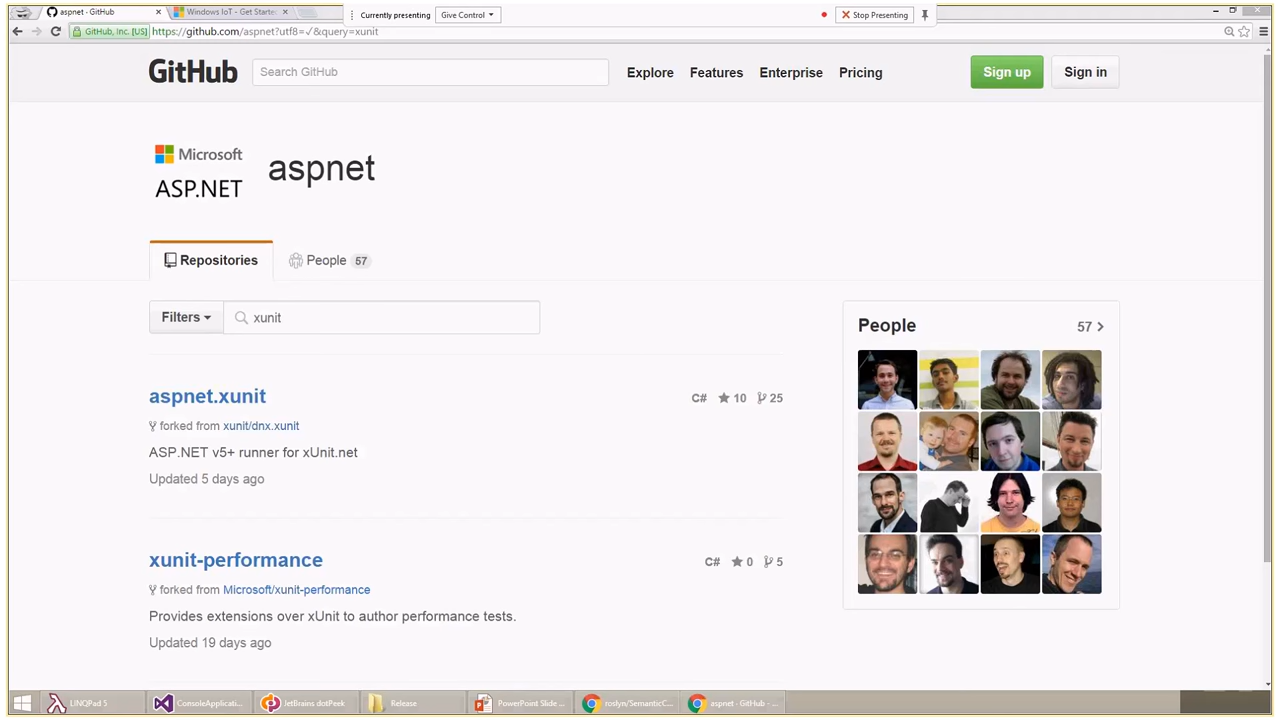 aspnet · GitHub
Windows IoT - Get Starte
Currently presenting
Give Control
Stop Presenting
GitHub, Inc. [US]
https://github.com/aspnet?utf8=✓&query=xunit
GitHub
Search GitHub
Explore
Features
Enterprise
Pricing
Sign up
Sign in
Microsoft
ASP.NET
aspnet
Repositories
People 57
Filters
xunit
People
57
aspnet.xunit
C# 10 25
forked from xunit/dnx.xunit
ASP.NET v5+ runner for xUnit.net
Updated 5 days ago
xunit-performance
C# 0 5
forked from Microsoft/xunit-performance
Provides extensions over xUnit to author performance tests.
Updated 19 days ago
LINQPad 5
ConsoleApplicati...
JetBrains dotPeek
Release
PowerPoint Slide ...
roslyn/SemanticC...
aspnet · GitHub - ...